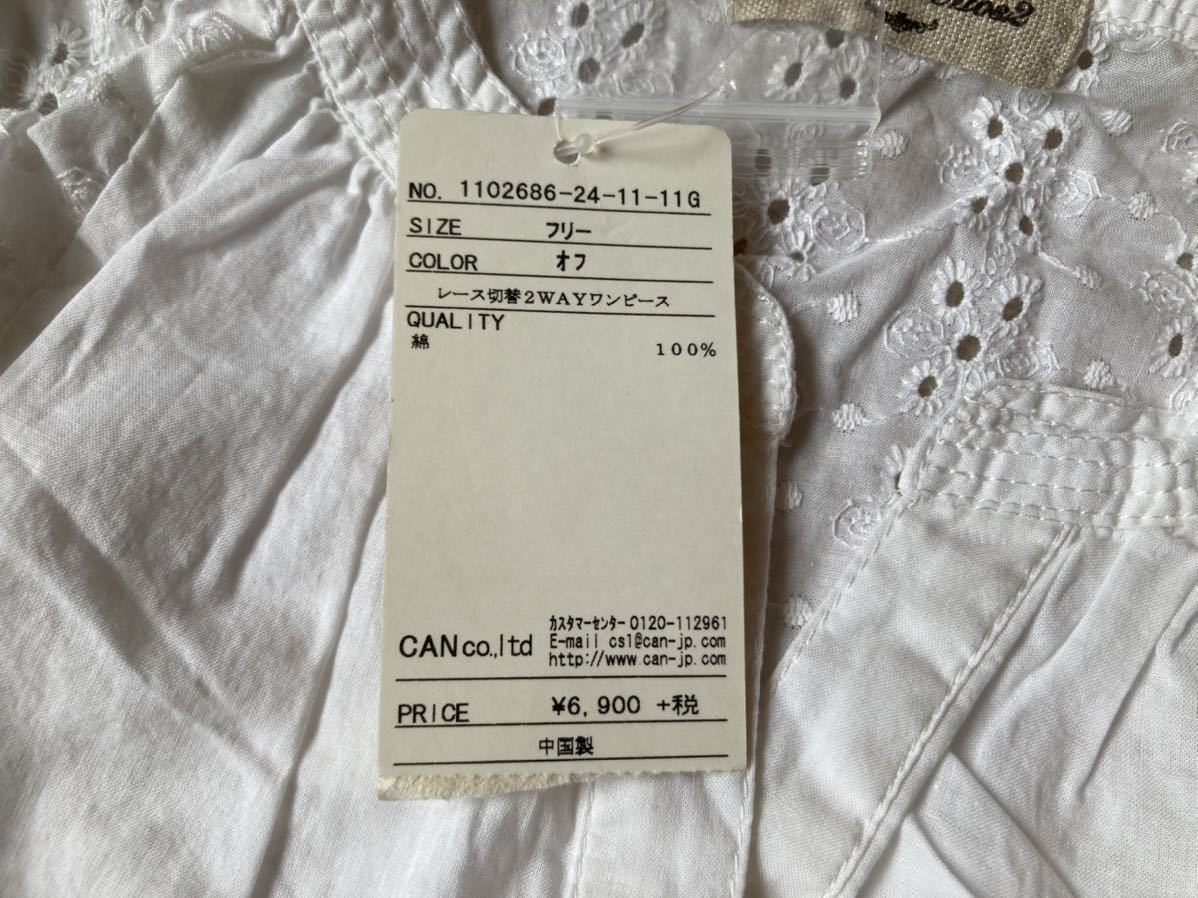 NO. 1102686-24-11-11G
SIZE フリー
COLOR オフ
レース切替2WAYワンピース
QUALITY
綿 100%
CAN co.,ltd
カスタマーセンター 0120-112961
E-mail cs1@can-jp.com
http://www.can-jp.com
PRICE ¥6,900 +税
中国製